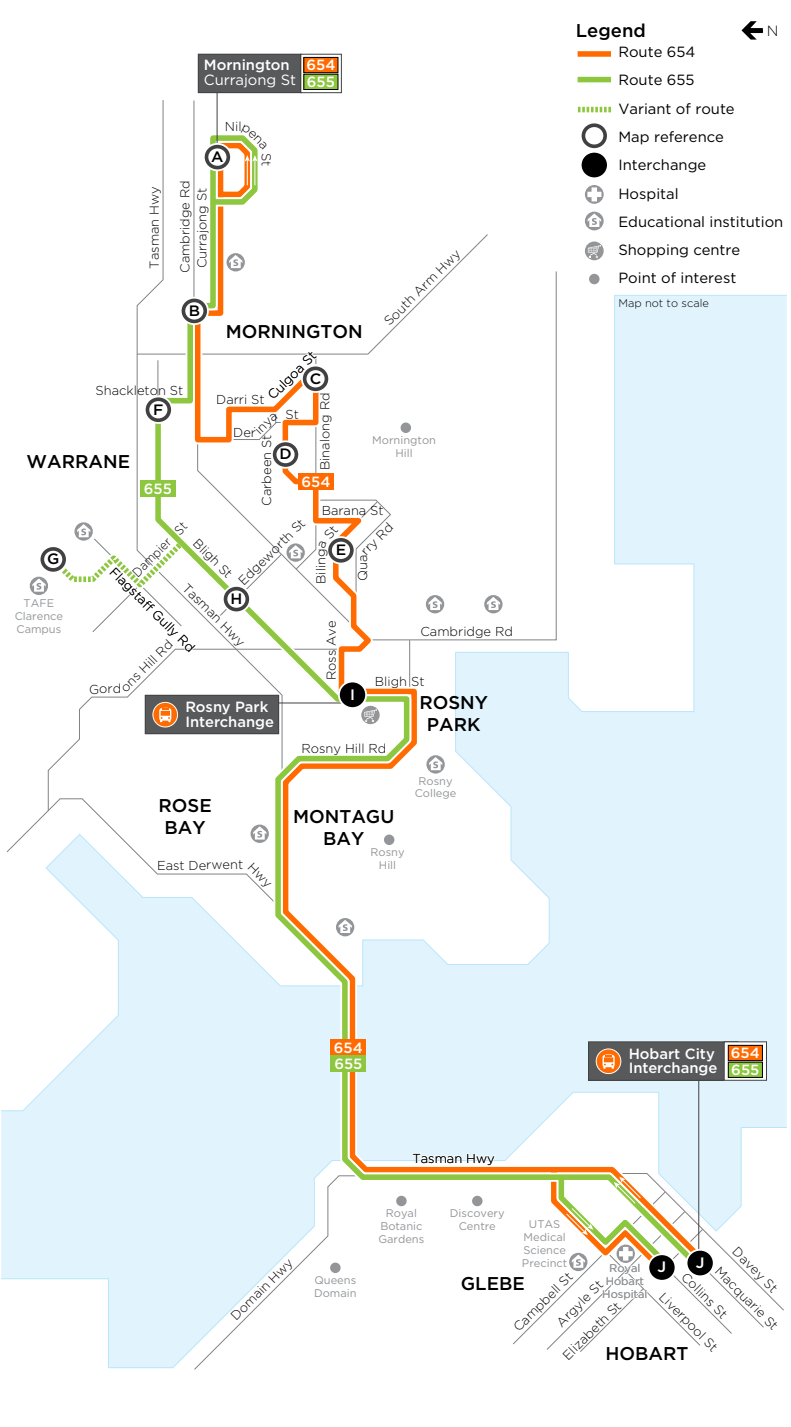 Legend
N
Route 654
Route 655
Variant of route
Map reference
Interchange
Hospital
Educational institution
Shopping centre
Point of interest
Map not to scale
Mornington 654
Currajong St 655
Nilpena St
A
Tasman Hwy
Cambridge Rd
Currajong St
South Arm Hwy
B
MORNINGTON
Culgoa St
C
Shackleton St
Darri St
F
Derinya St
Binalong Rd
Mornington
Hill
Carbeen St
D
WARRANE
654
655
Barana St
Dampier St
Bligh St
Edgeworth St
Bilinga St
E
Quarry Rd
G
TAFE
Clarence
Campus
Flagstaff Gully Rd
Tasman Hwy
H
Cambridge Rd
Ross Ave
Gordons Hill Rd
Bligh St
I
Rosny Park
Interchange
ROSNY
PARK
Rosny Hill Rd
Rosny
College
ROSE
BAY
MONTAGU
BAY
Rosny
Hill
East Derwent Hwy
654
655
Hobart City 654
Interchange 655
Tasman Hwy
Royal
Botanic
Gardens
Discovery
Centre
UTAS
Medical
Science
Precinct
Queens
Domain
Domain Hwy
Royal
Hobart
Hospital
J
J
GLEBE
Campbell St
Argyle St
Elizabeth St
Liverpool St
Collins St
Macquarie St
Davey St
HOBART
S
S
S
S
S
S
S
S
S
S
S